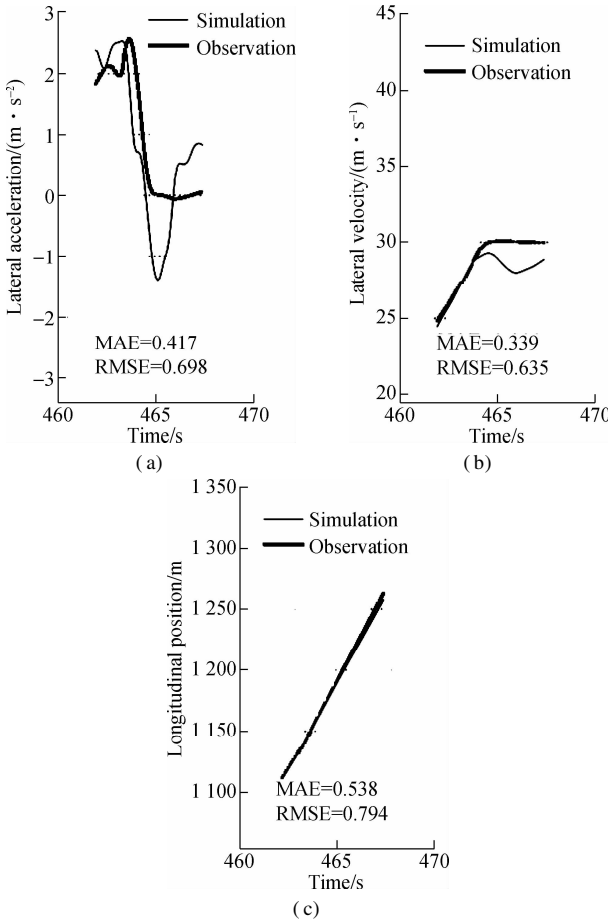 3
2
1
0
−1
−2
−3
Lateral acceleration/(m · s⁻²)
Simulation
Observation
MAE=0.417
RMSE=0.698
460
465
470
Time/s
(a)
45
40
35
30
25
20
Lateral velocity/(m · s⁻¹)
Simulation
Observation
MAE=0.339
RMSE=0.635
460
465
470
Time/s
(b)
1 350
1 300
1 250
1 200
1 150
1 100
Longitudinal position/m
Simulation
Observation
MAE=0.538
RMSE=0.794
460
465
470
Time/s
(c)